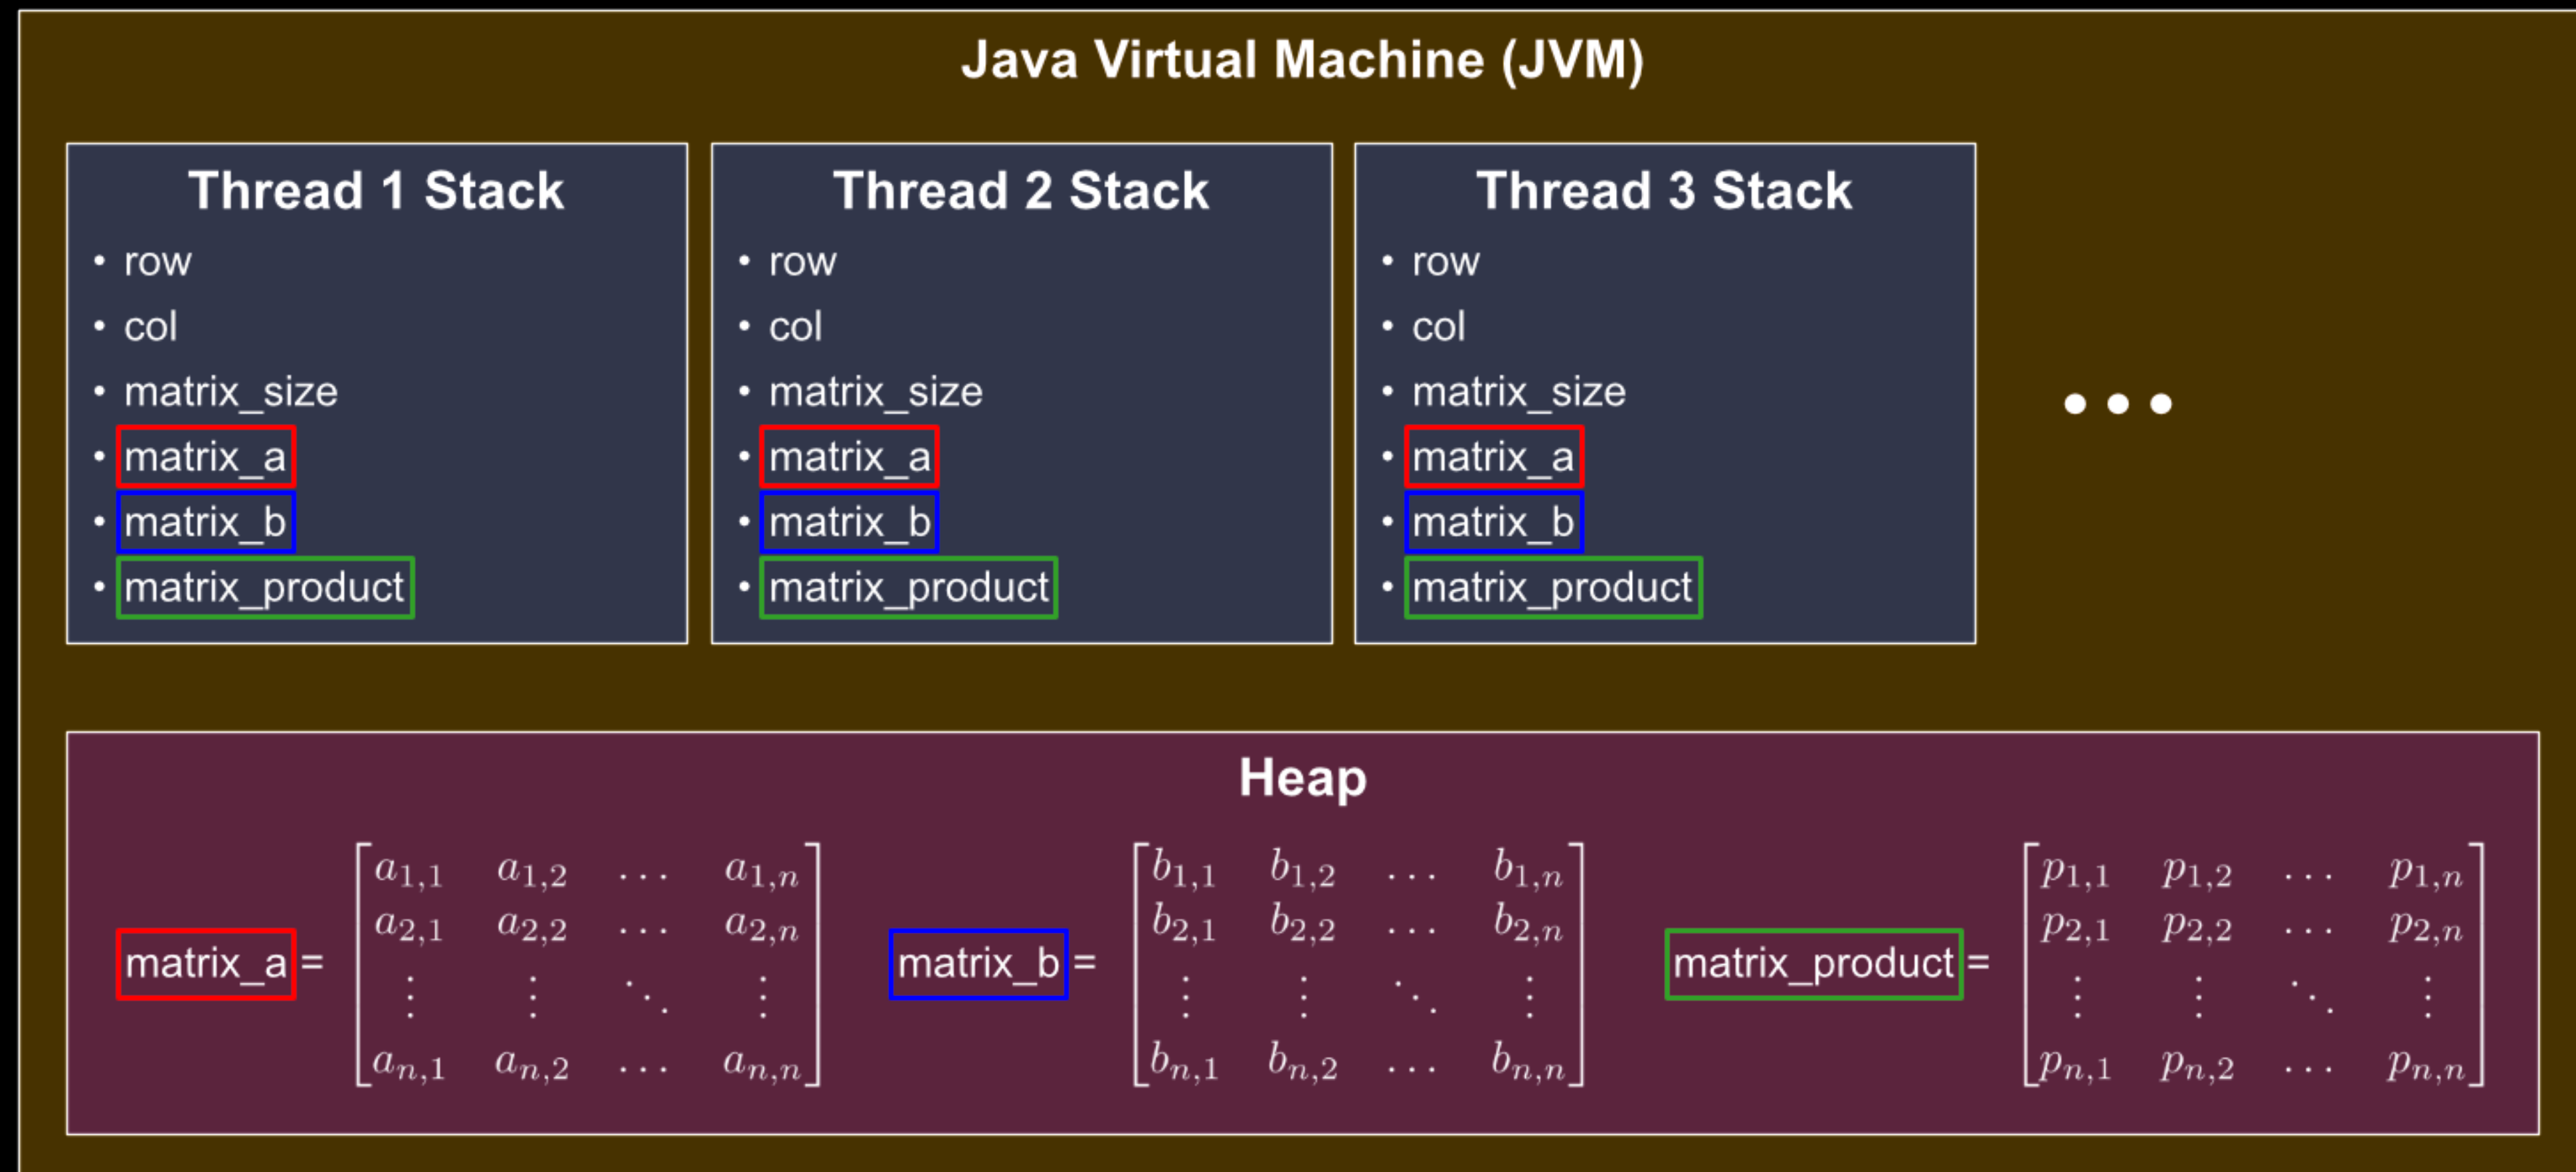 Java Virtual Machine (JVM)
Thread 1 Stack
• row
• col
• matrix_size
• matrix_a
• matrix_b
• matrix_product
Thread 2 Stack
• row
• col
• matrix_size
• matrix_a
• matrix_b
• matrix_product
Thread 3 Stack
• row
• col
• matrix_size
• matrix_a
• matrix_b
• matrix_product
• • •
Heap
matrix_a =
a1,1 a1,2 … a1,n
a2,1 a2,2 … a2,n
⋮ ⋮ ⋱ ⋮
an,1 an,2 … an,n
matrix_b =
b1,1 b1,2 … b1,n
b2,1 b2,2 … b2,n
⋮ ⋮ ⋱ ⋮
bn,1 bn,2 … bn,n
matrix_product =
p1,1 p1,2 … p1,n
p2,1 p2,2 … p2,n
⋮ ⋮ ⋱ ⋮
pn,1 pn,2 … pn,n